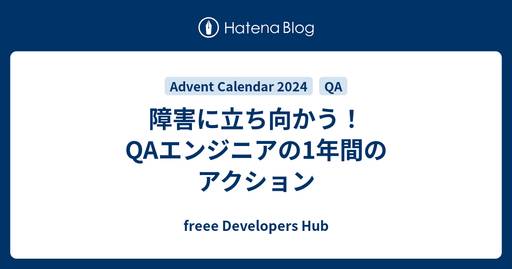 Hatena Blog
Advent Calendar 2024 QA
障害に立ち向かう！
QAエンジニアの1年間の
アクション
freee Developers Hub